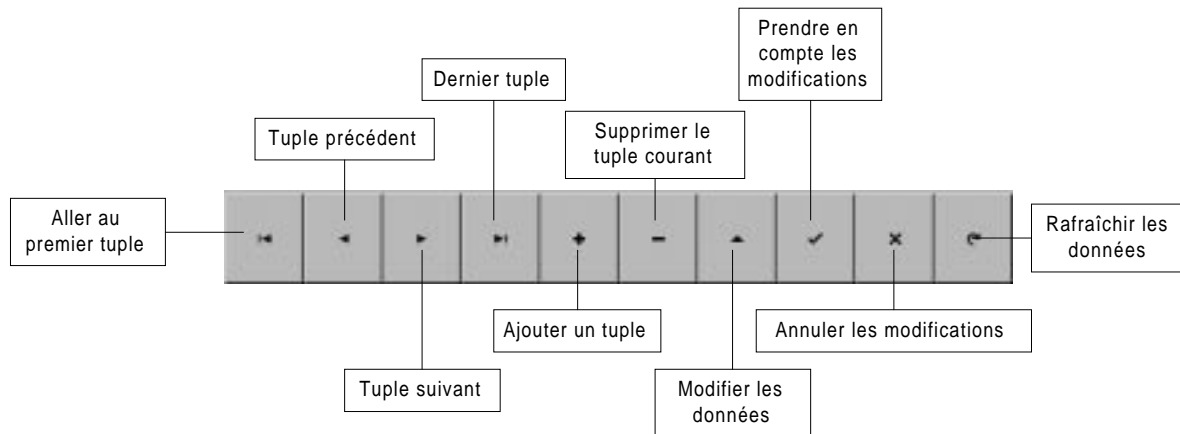 Prendre en
compte les
modifications
Dernier tuple
Tuple précédent
Supprimer le
tuple courant
Aller au
premier tuple
Rafraîchir les
données
Ajouter un tuple
Annuler les modifications
Tuple suivant
Modifier les
données